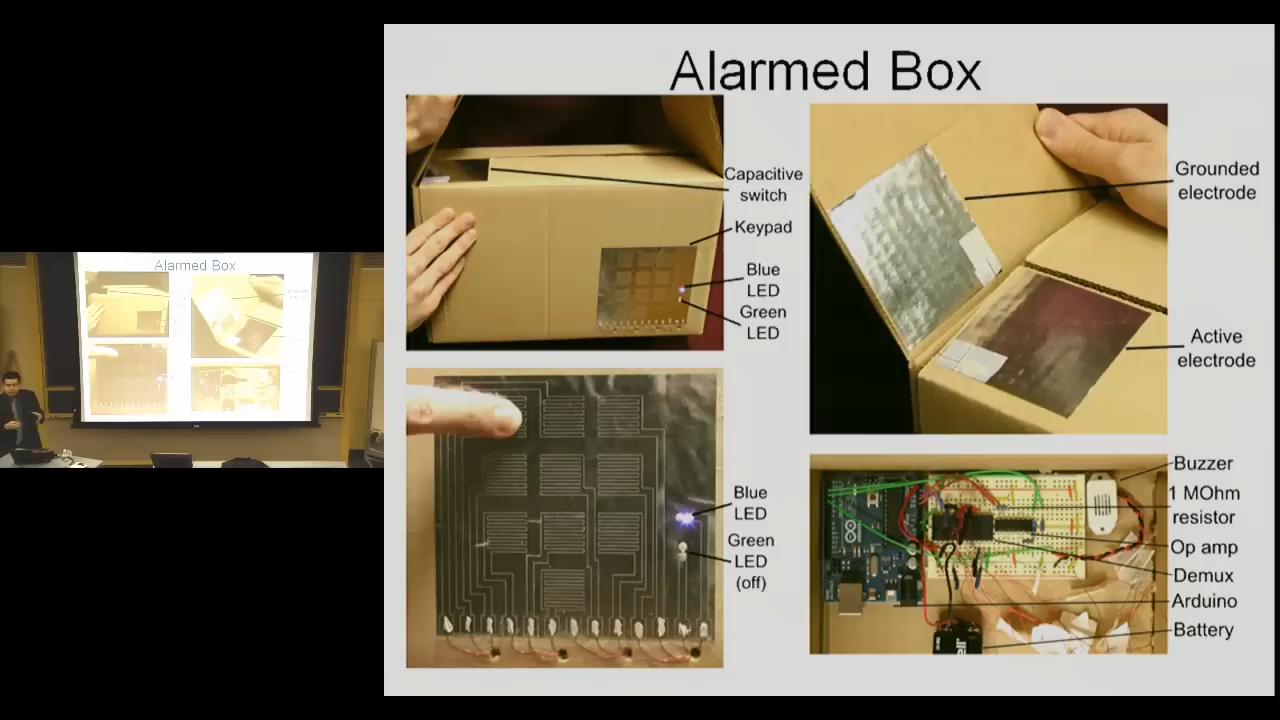 Alarmed Box
Capacitive
switch
Keypad
Blue
LED
Green
LED
Grounded
electrode
Active
electrode
Blue
LED
Green
LED
(off)
Buzzer
1 MOhm
resistor
Op amp
Demux
Arduino
Battery
Alarmed Box